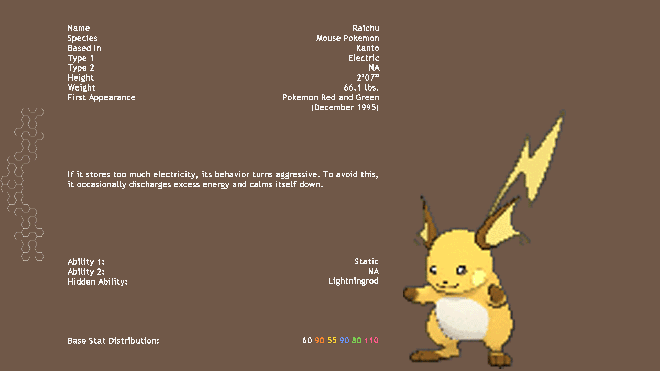 Name Raichu
Species Mouse Pokemon
Based in Kanto
Type 1 Electric
Type 2 NA
Height 2'07"
Weight 66.1 lbs.
First Appearance Pokemon Red and Green
(December 1995)
If it stores too much electricity, its behavior turns aggressive. To avoid this,
it occasionally discharges excess energy and calms itself down.
Ability 1: Static
Ability 2: NA
Hidden Ability: Lightningrod
Base Stat Distribution: 60 90 55 90 80 110